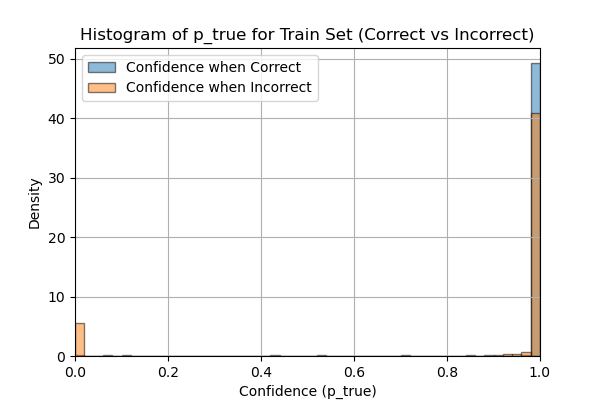 Histogram of p_true for Train Set (Correct vs Incorrect)
Confidence when Correct
Confidence when Incorrect
Density
50
40
30
20
10
0
0.0 0.2 0.4 0.6 0.8 1.0
Confidence (p_true)